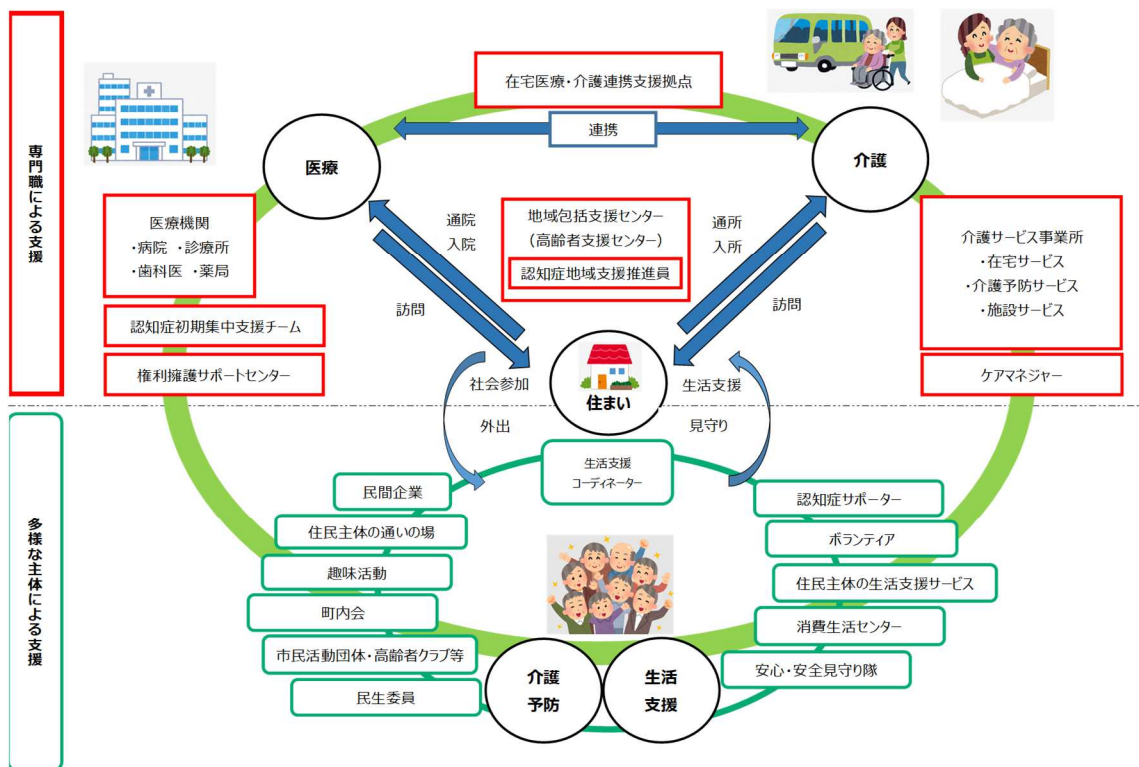 専門職による支援
在宅医療・介護連携支援拠点
連携
医療
介護
医療機関
・病院 ・診療所
・歯科医 ・薬局
認知症初期集中支援チーム
権利擁護サポートセンター
通院
入院
訪問
地域包括支援センター
（高齢者支援センター）
認知症地域支援推進員
通所
入所
訪問
介護サービス事業所
・在宅サービス
・介護予防サービス
・施設サービス
ケアマネジャー
住まい
社会参加
外出
生活支援
見守り
多様な主体による支援
生活支援
コーディネーター
民間企業
住民主体の通いの場
趣味活動
町内会
市民活動団体・高齢者クラブ等
民生委員
認知症サポーター
ボランティア
住民主体の生活支援サービス
消費生活センター
安心・安全見守り隊
介護
予防
生活
支援